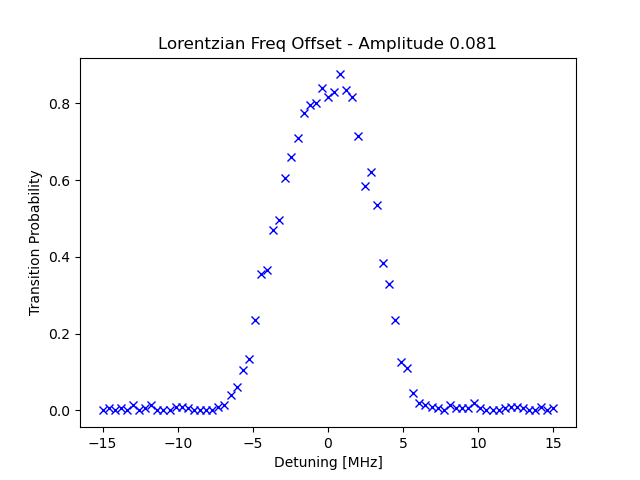 Lorentzian Freq Offset - Amplitude 0.081
Transition Probability
0.8
0.6
0.4
0.2
0.0
−15 −10 −5 0 5 10 15
Detuning [MHz]